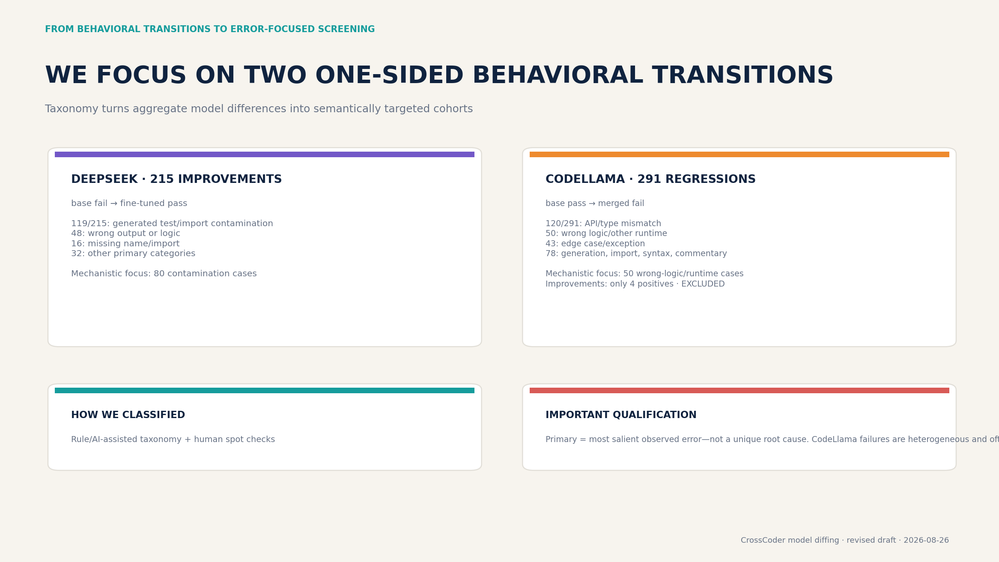 FROM BEHAVIORAL TRANSITIONS TO ERROR-FOCUSED SCREENING
WE FOCUS ON TWO ONE-SIDED BEHAVIORAL TRANSITIONS
Taxonomy turns aggregate model differences into semantically targeted cohorts
DEEPSEEK · 215 IMPROVEMENTS
base fail → fine-tuned pass
119/215: generated test/import contamination
48: wrong output or logic
16: missing name/import
32: other primary categories
Mechanistic focus: 80 contamination cases
CODELLAMA · 291 REGRESSIONS
base pass → merged fail
120/291: API/type mismatch
50: wrong logic/other runtime
43: edge case/exception
78: generation, import, syntax, commentary
Mechanistic focus: 50 wrong-logic/runtime cases
Improvements: only 4 positives · EXCLUDED
HOW WE CLASSIFIED
Rule/AI-assisted taxonomy + human spot checks
IMPORTANT QUALIFICATION
Primary = most salient observed error—not a unique root cause. CodeLlama failures are heterogeneous and
CrossCoder model diffing · revised draft · 2026-08-26